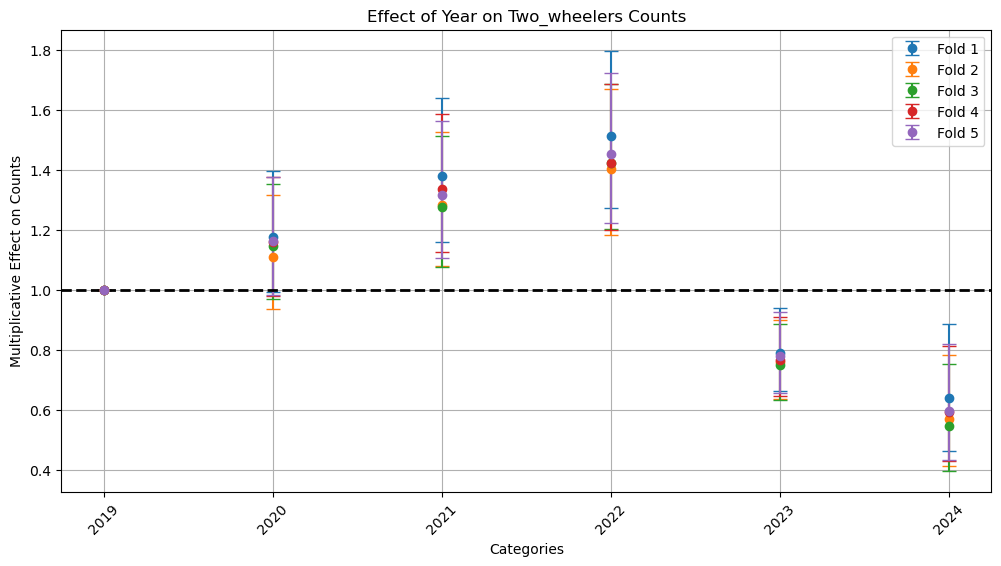 Effect of Year on Two_wheelers Counts
Multiplicative Effect on Counts
1.8
1.6
1.4
1.2
1.0
0.8
0.6
0.4
Fold 1
Fold 2
Fold 3
Fold 4
Fold 5
2019
2020
2021
2022
2023
2024
Categories